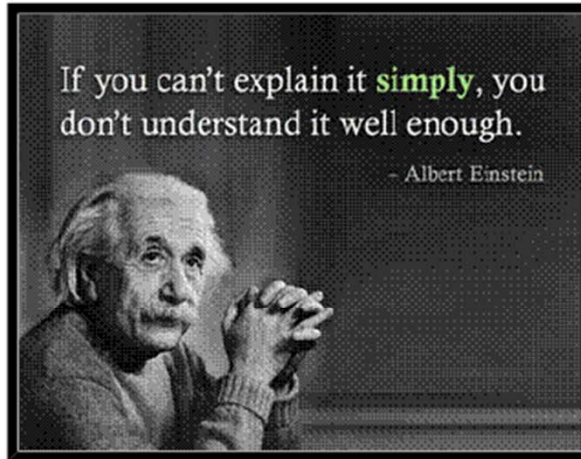 If you can't explain it simply, you
don't understand it well enough.
– Albert Einstein